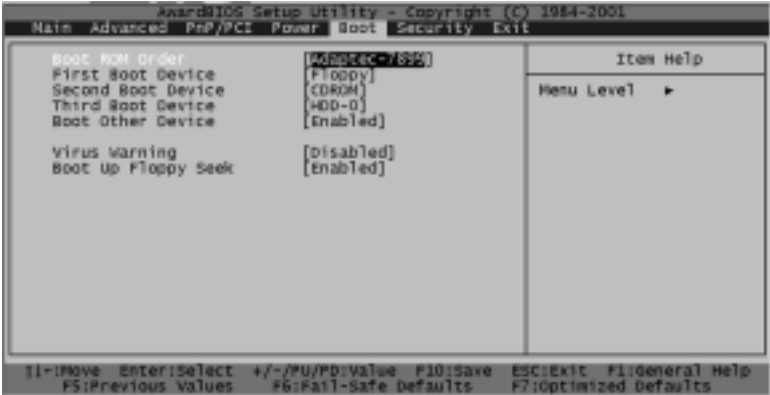 AwardBIOS Setup Utility - Copyright (C) 1984-2001
Main Advanced PnP/PCI Power Boot Security Exit
Boot ROM Order [Adaptec-7899]
First Boot Device [Floppy]
Second Boot Device [CDROM]
Third Boot Device [HDD-0]
Boot Other Device [Enabled]
Virus Warning [Disabled]
Boot Up Floppy Seek [Enabled]
Item Help
Menu Level ►
:Move Enter:Select +/-/PU/PD:Value F10:Save ESC:Exit F1:General Help
F5:Previous Values F6:Fail-Safe Defaults F7:Optimized Defaults